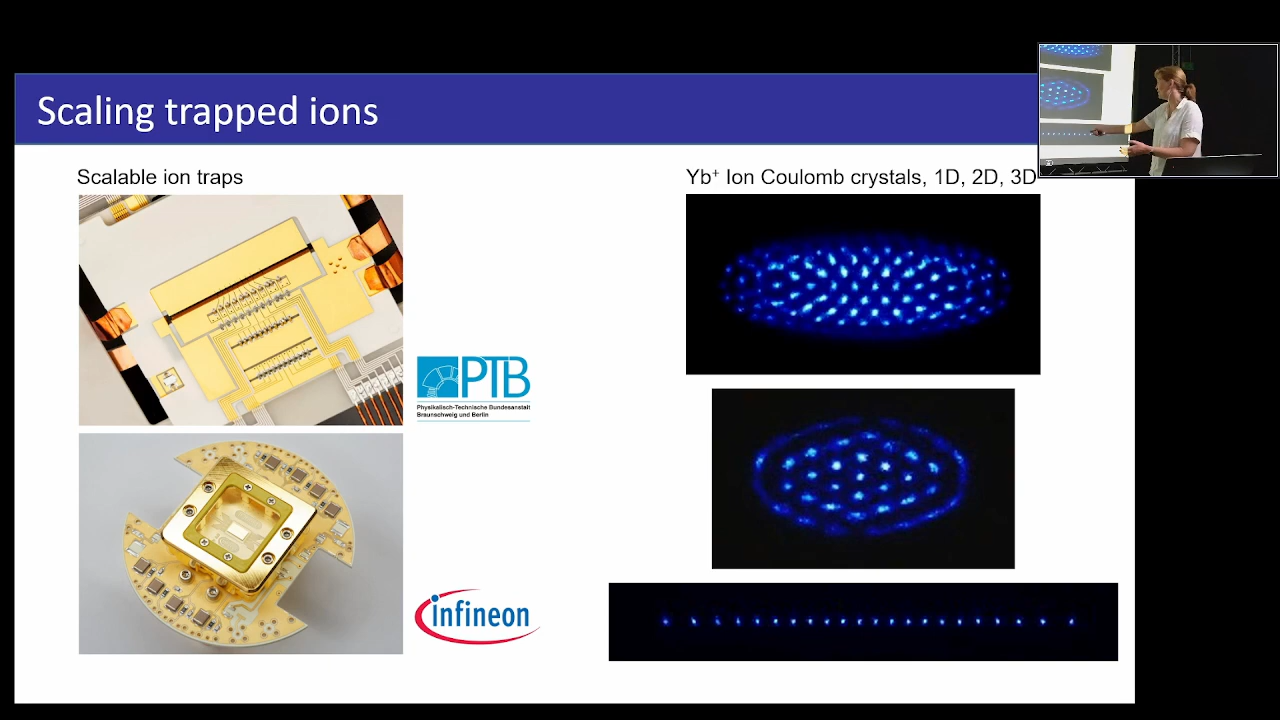 Scaling trapped ions
Scalable ion traps
Yb⁺ Ion Coulomb crystals, 1D, 2D, 3D
PTB
Physikalisch-Technische Bundesanstalt
Braunschweig und Berlin
infineon